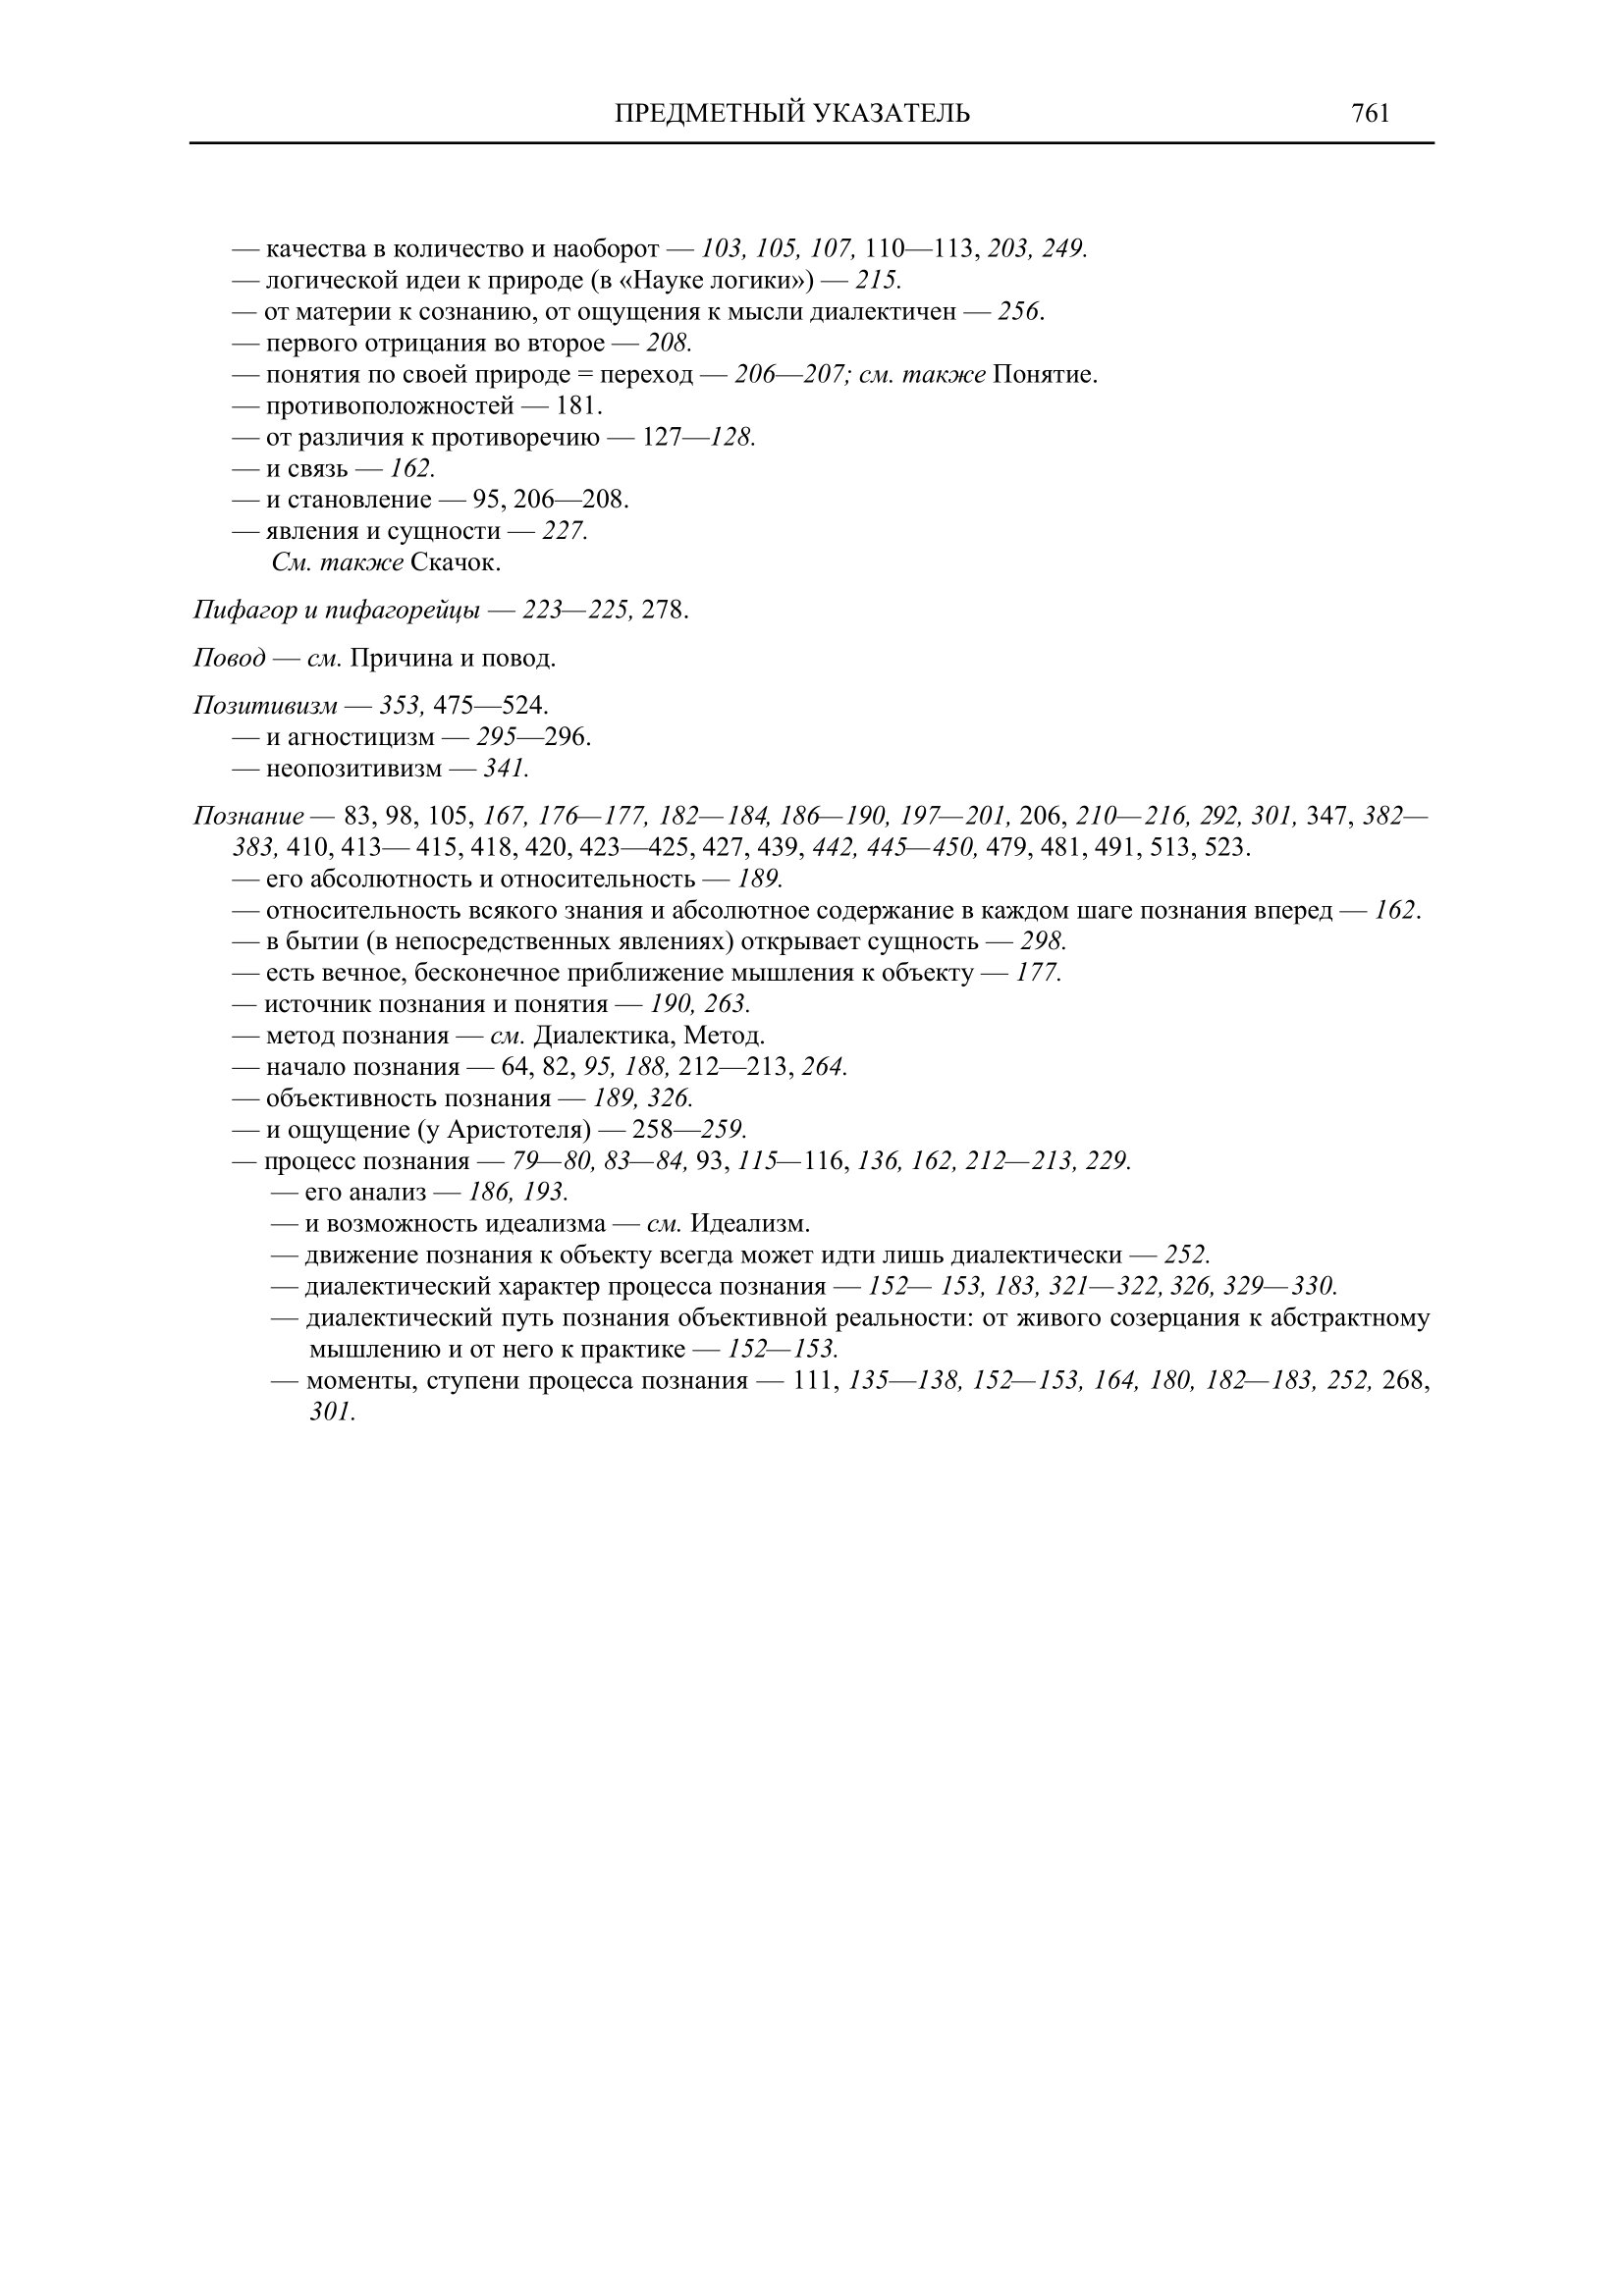 ПРЕДМЕТНЫЙ УКАЗАТЕЛЬ 761
— качества в количество и наоборот — 103, 105, 107, 110—113, 203, 249.
— логической идеи к природе (в «Науке логики») — 215.
— от материи к сознанию, от ощущения к мысли диалектичен — 256.
— первого отрицания во второе — 208.
— понятия по своей природе = переход — 206—207; см. также Понятие.
— противоположностей — 181.
— от различия к противоречию — 127—128.
— и связь — 162.
— и становление — 95, 206—208.
— явления и сущности — 227.
См. также Скачок.
Пифагор и пифагорейцы — 223—225, 278.
Повод — см. Причина и повод.
Позитивизм — 353, 475—524.
— и агностицизм — 295—296.
— неопозитивизм — 341.
Познание — 83, 98, 105, 167, 176—177, 182—184, 186—190, 197—201, 206, 210—216, 292, 301, 347, 382—
383, 410, 413— 415, 418, 420, 423—425, 427, 439, 442, 445—450, 479, 481, 491, 513, 523.
— его абсолютность и относительность — 189.
— относительность всякого знания и абсолютное содержание в каждом шаге познания вперед — 162.
— в бытии (в непосредственных явлениях) открывает сущность — 298.
— есть вечное, бесконечное приближение мышления к объекту — 177.
— источник познания и понятия — 190, 263.
— метод познания — см. Диалектика, Метод.
— начало познания — 64, 82, 95, 188, 212—213, 264.
— объективность познания — 189, 326.
— и ощущение (у Аристотеля) — 258—259.
— процесс познания — 79—80, 83—84, 93, 115—116, 136, 162, 212—213, 229.
— его анализ — 186, 193.
— и возможность идеализма — см. Идеализм.
— движение познания к объекту всегда может идти лишь диалектически — 252.
— диалектический характер процесса познания — 152— 153, 183, 321—322, 326, 329—330.
— диалектический путь познания объективной реальности: от живого созерцания к абстрактному
мышлению и от него к практике — 152—153.
— моменты, ступени процесса познания — 111, 135—138, 152—153, 164, 180, 182—183, 252, 268,
301.